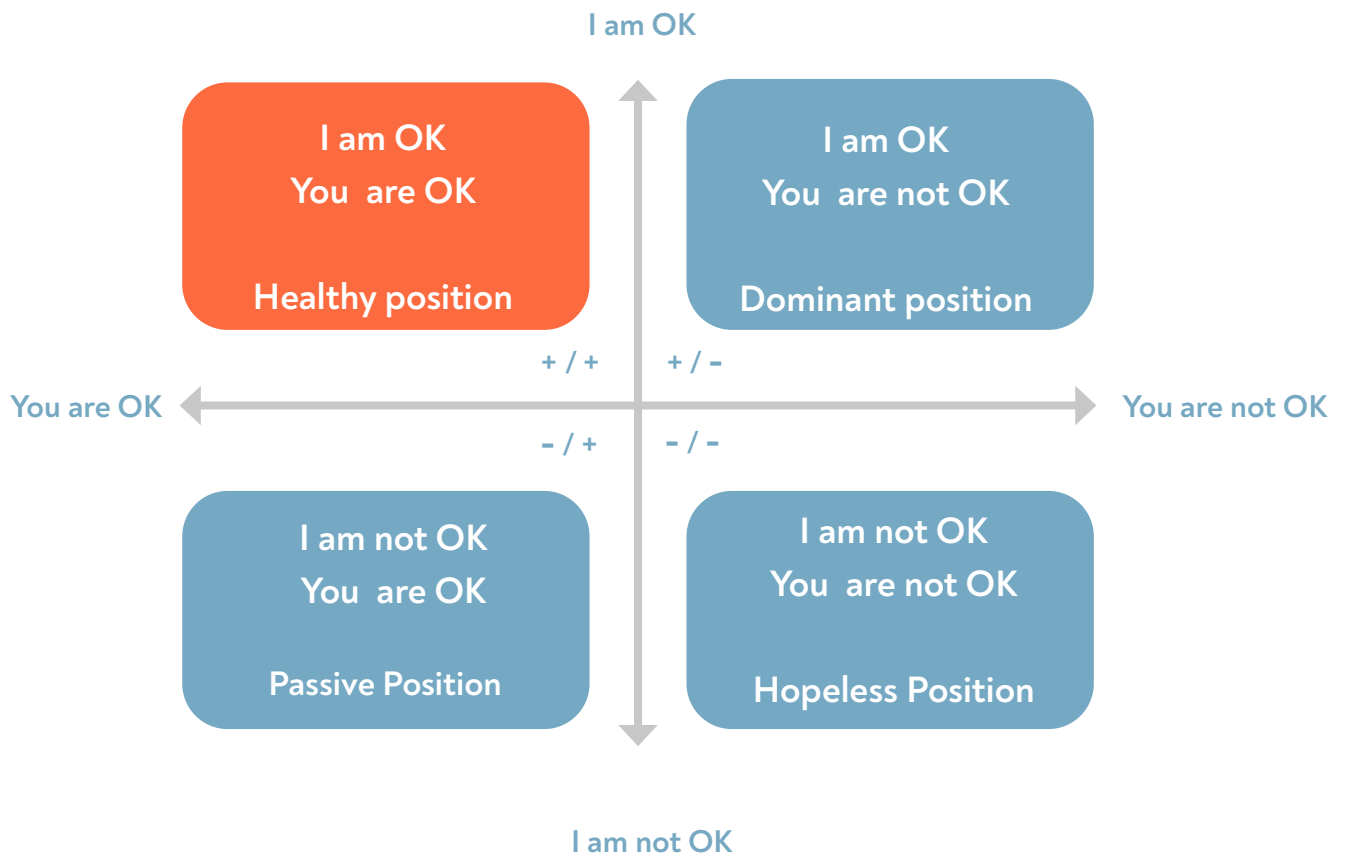 I am OK
I am OK
You are OK
Healthy position
I am OK
You are not OK
Dominant position
+ / +
+ / -
You are OK
You are not OK
- / +
- / -
I am not OK
You are OK
Passive Position
I am not OK
You are not OK
Hopeless Position
I am not OK